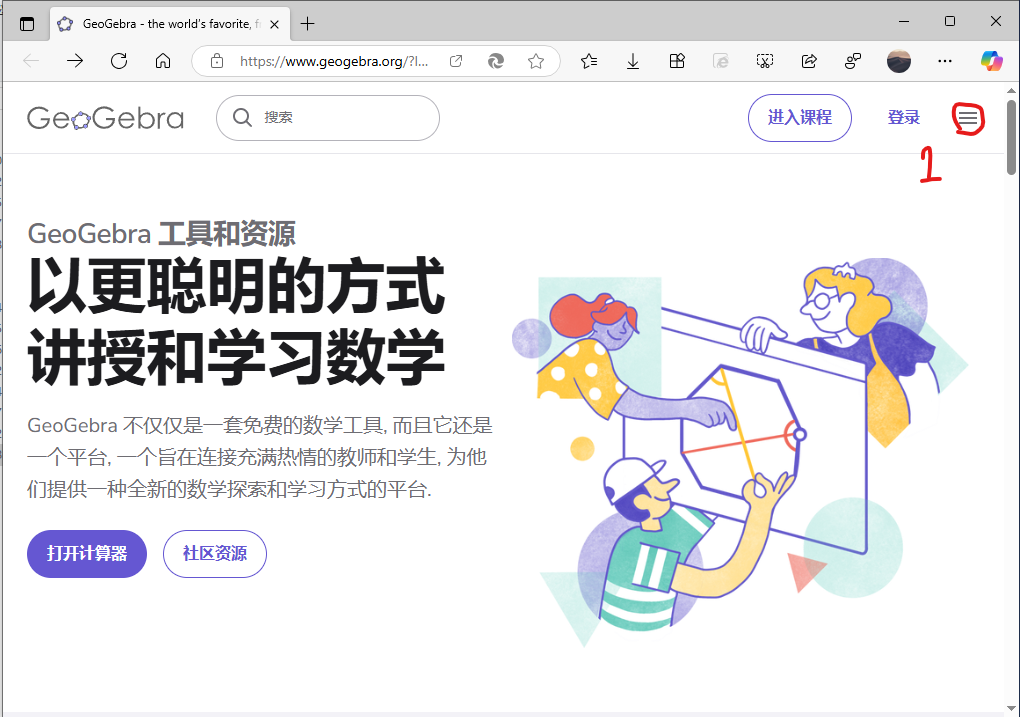 GeoGebra - the world's favorite, f
https://www.geogebra.org/?l...
GeoGebra
搜索
进入课程
登录
1
GeoGebra 工具和资源
以更聪明的方式
讲授和学习数学
GeoGebra 不仅仅是一套免费的数学工具, 而且它还是
一个平台, 一个旨在连接充满热情的教师和学生, 为他
们提供一种全新的数学探索和学习方式的平台.
打开计算器
社区资源